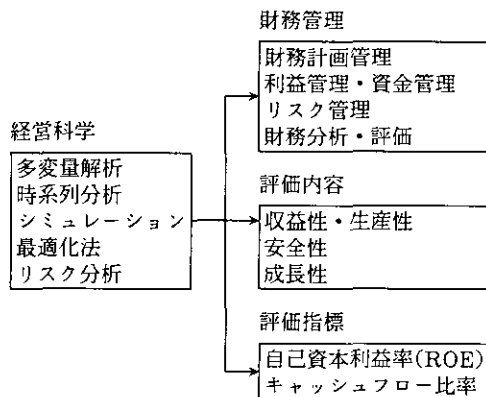 経営科学
多変量解析
時系列分析
シミュレーション
最適化法
リスク分析
財務管理
財務計画管理
利益管理・資金管理
リスク管理
財務分析・評価
評価内容
収益性・生産性
安全性
成長性
評価指標
自己資本利益率(ROE)
キャッシュフロー比率